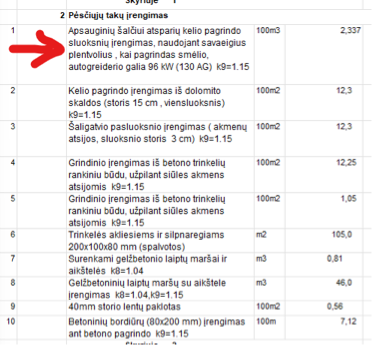 Skyrius 1
2 Pėsčiųjų takų įrengimas
1 Apsauginių šalčiui atsparių kelio pagrindo 100m3 2,337
sluoksnių įrengimas, naudojant savaeigius
plentvolius , kai pagrindas smėlio,
autogreiderio galia 96 kW (130 AG) k9=1.15
2 Kelio pagrindo įrengimas iš dolomito 100m2 12,3
skaldos (storis 15 cm , viensluoksnis)
k9=1.15
3 Šaligatvio pasluoksnio įrengimas ( akmenų 100m2 12,3
atsijos, sluoksnio storis 3 cm) k9=1.15
4 Grindinio įrengimas iš betono trinkelių 100m2 12,25
rankiniu būdu, užpilant siūles akmens
atsijomis k9=1.15
5 Grindinio įrengimas iš betono trinkelių 100m2 1,05
rankiniu būdu, užpilant siūles akmens
atsijomis k9=1.15
6 Trinkelės akliesiems ir silpnaregiams m2 105,0
200x100x80 mm (spalvotos)
7 Surenkami gelžbetonio laiptų maršai ir m3 0,81
aikštelės k8=1.04
8 Gelžbetoninių laiptų maršų su aikštele m3 46,0
įrengimas k8=1.04,k9=1.15
9 40mm storio lentų paklotas 100m2 0,56
10 Betoninių bordiūrų (80x200 mm) įrengimas 100m 7,12
ant betono pagrindo k9=1.15